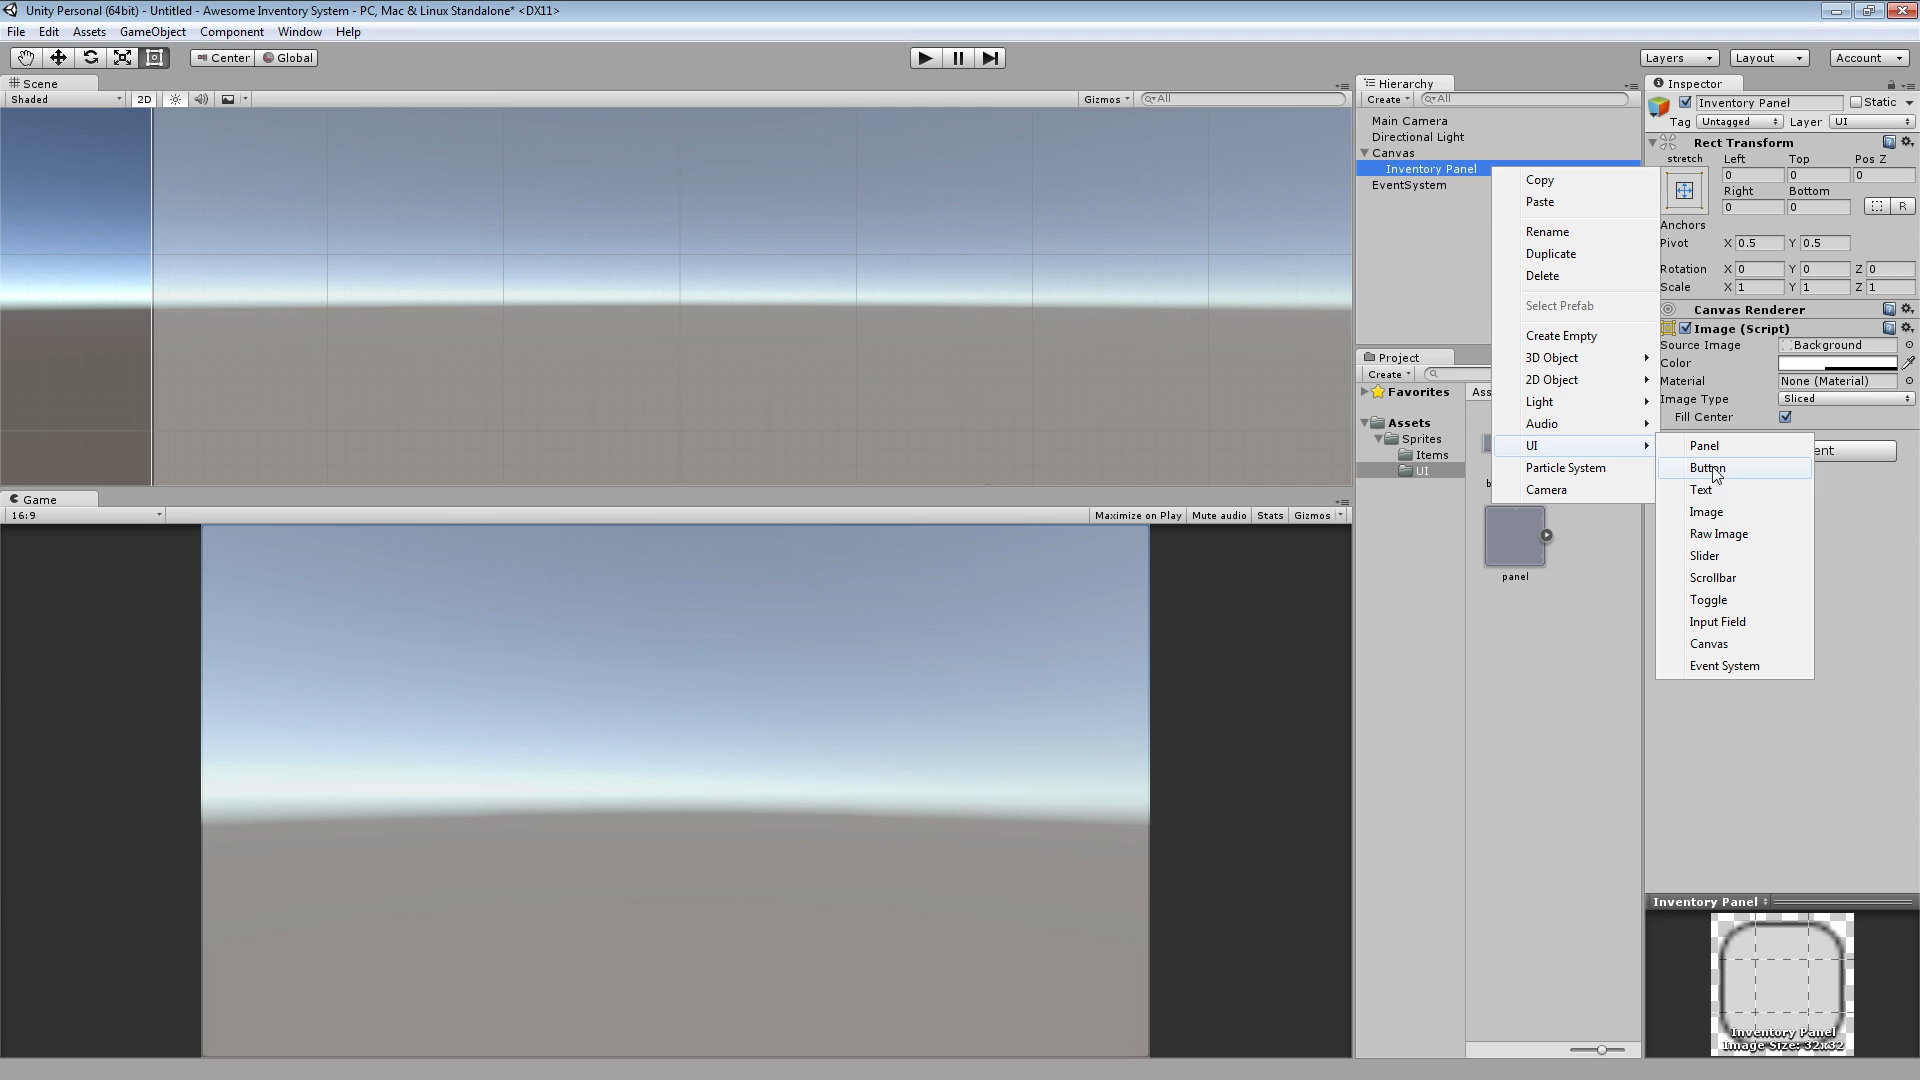 Unity Personal (64bit) - Untitled - Awesome Inventory System - PC, Mac & Linux Standalone* <DX11>
File Edit Assets GameObject Component Window Help
Center Global Layers Layout Account
Scene
Shaded 2D Gizmos All
Hierarchy
Create All
Main Camera
Directional Light
Canvas
Inventory Panel
EventSystem
Copy
Paste
Rename
Duplicate
Delete
Select Prefab
Create Empty
3D Object
2D Object
Light
Audio
UI
Particle System
Camera
Panel
Button
Text
Image
Raw Image
Slider
Scrollbar
Toggle
Input Field
Canvas
Event System
Project
Create
Favorites
Assets
Sprites
Items
UI
Ass
b
panel
Inspector
Inventory Panel Static
Tag Untagged Layer UI
Rect Transform
stretch Left Top Pos Z
0 0 0
Right Bottom
0 0 R
Anchors
Pivot X 0.5 Y 0.5
Rotation X 0 Y 0 Z 0
Scale X 1 Y 1 Z 1
Canvas Renderer
Image (Script)
Source Image Background
Color
Material None (Material)
Image Type Sliced
Fill Center
ent
Game
16:9 Maximize on Play Mute audio Stats Gizmos
Inventory Panel
Inventory Panel
Image Size: 32x32